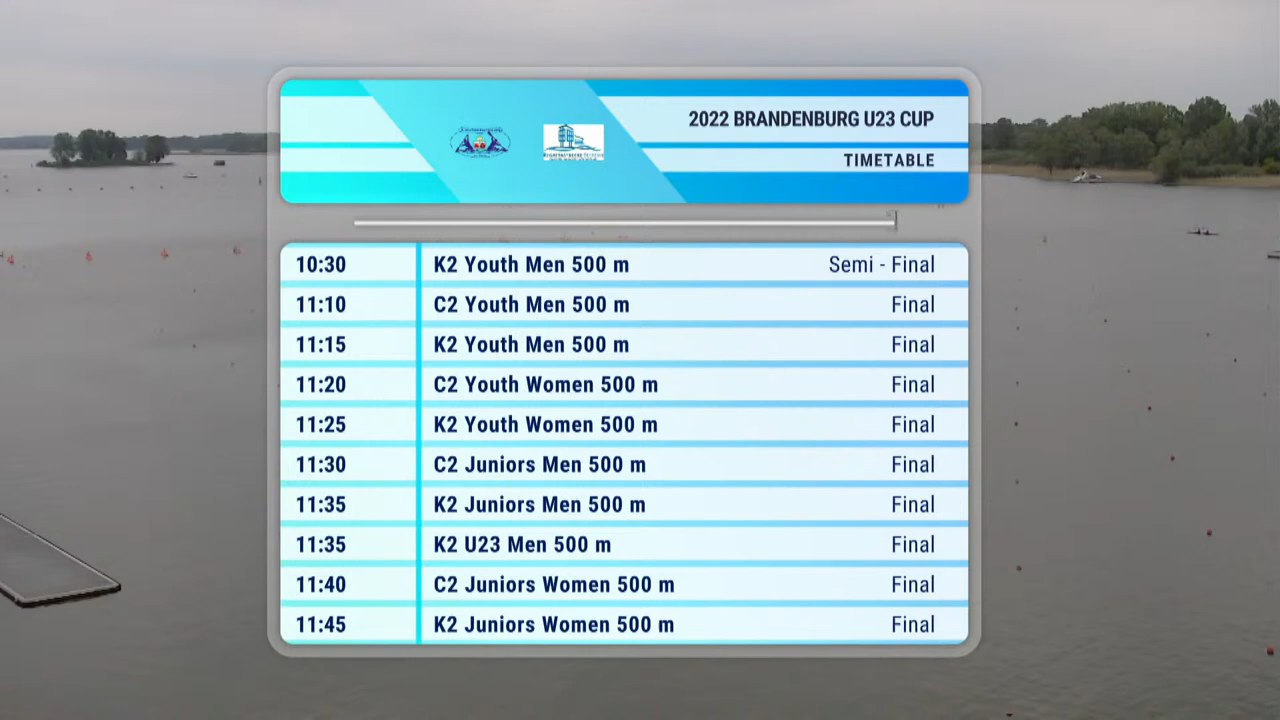 2022 BRANDENBURG U23 CUP
TIMETABLE
10:30 K2 Youth Men 500 m Semi - Final
11:10 C2 Youth Men 500 m Final
11:15 K2 Youth Men 500 m Final
11:20 C2 Youth Women 500 m Final
11:25 K2 Youth Women 500 m Final
11:30 C2 Juniors Men 500 m Final
11:35 K2 Juniors Men 500 m Final
11:35 K2 U23 Men 500 m Final
11:40 C2 Juniors Women 500 m Final
11:45 K2 Juniors Women 500 m Final